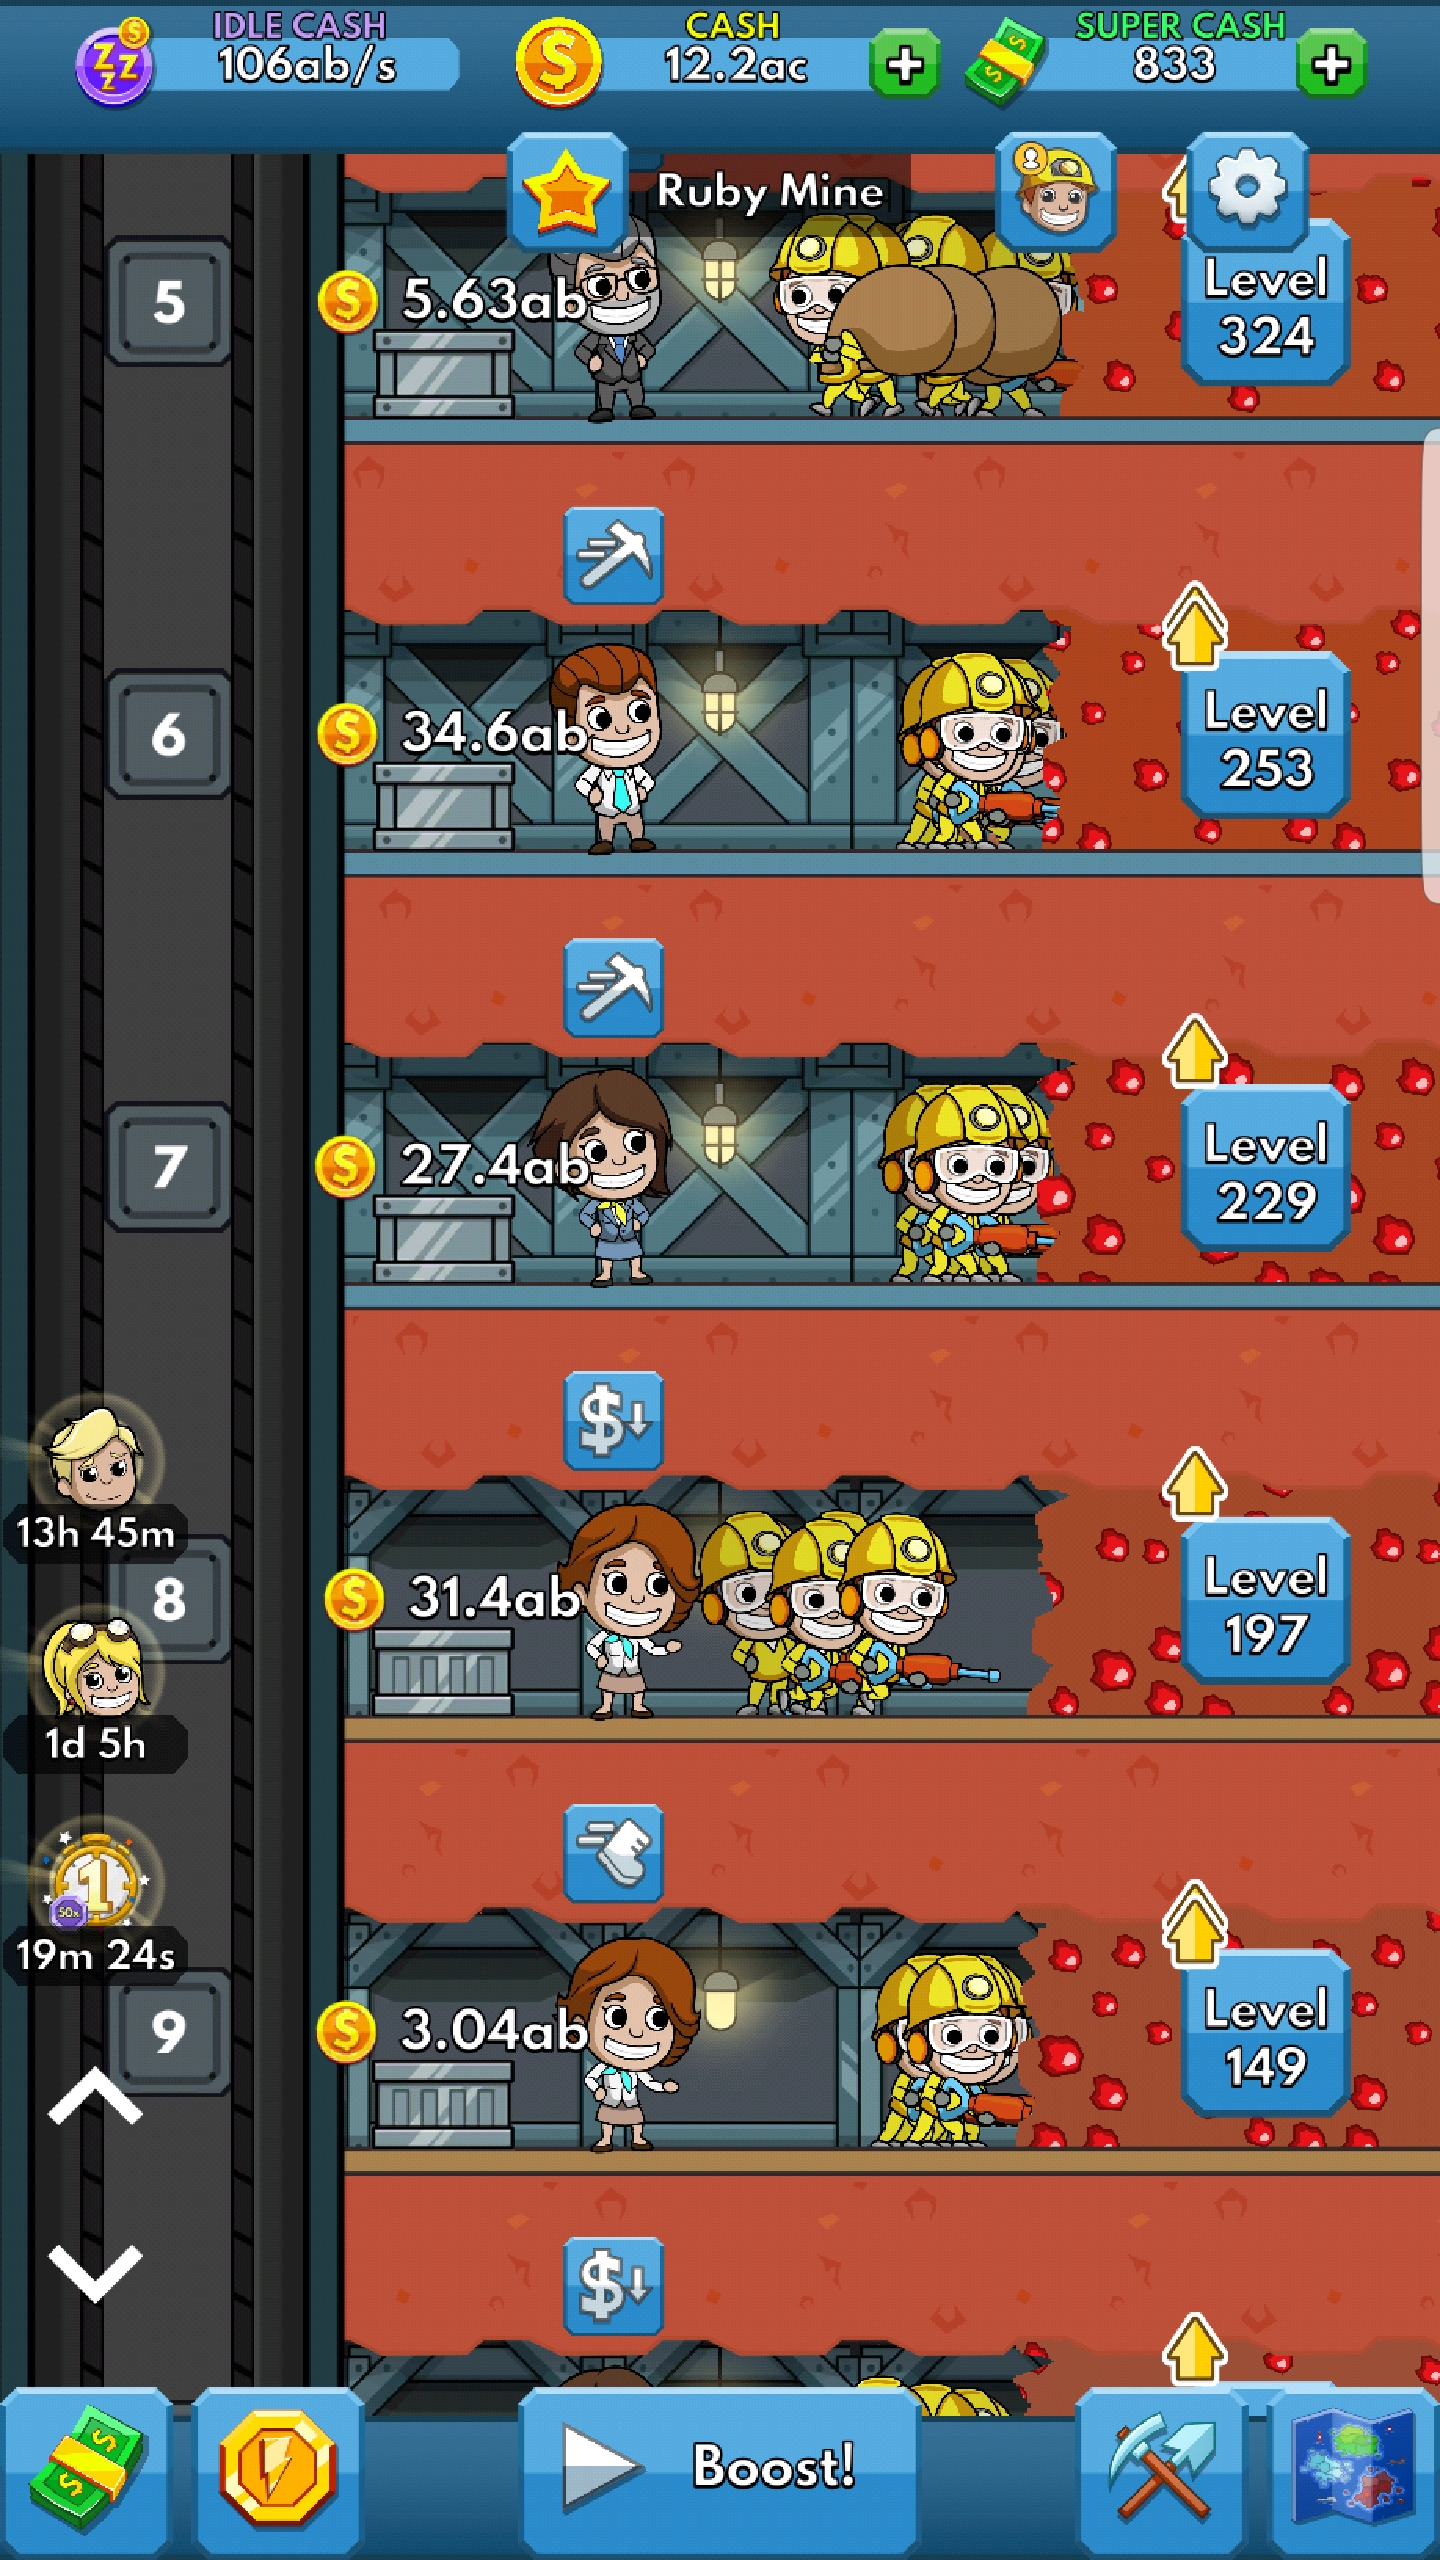 IDLE CASH
106ab/s
CASH
12.2ac
SUPER CASH
833
Ruby Mine
5
5.63ab
Level
324
6
34.6ab
Level
253
7
27.4ab
Level
229
13h 45m
8
31.4ab
Level
197
1d 5h
1
50x
19m 24s
9
3.04ab
Level
149
Boost!